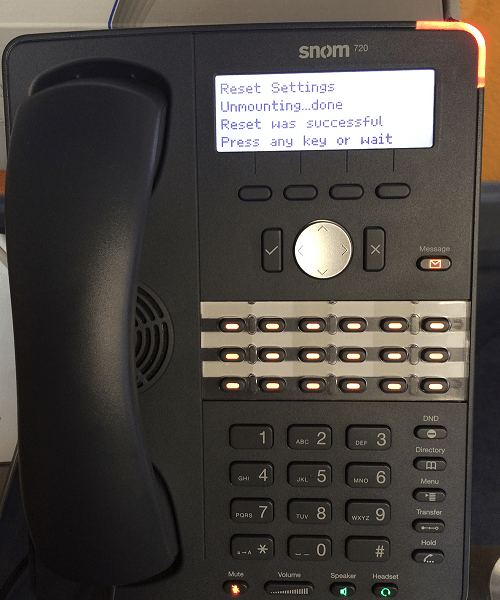 snom 720
Reset Settings
Unmounting...done
Reset was successful
Press any key or wait
Message
1
ABC 2
DEF 3
DND
Directory
GHI 4
JKL 5
MNO 6
Menu
PQRS 7
TUV 8
WXYZ 9
Transfer
a→A *
_ _ 0
#
Hold
Mute
Volume
Speaker
Headset